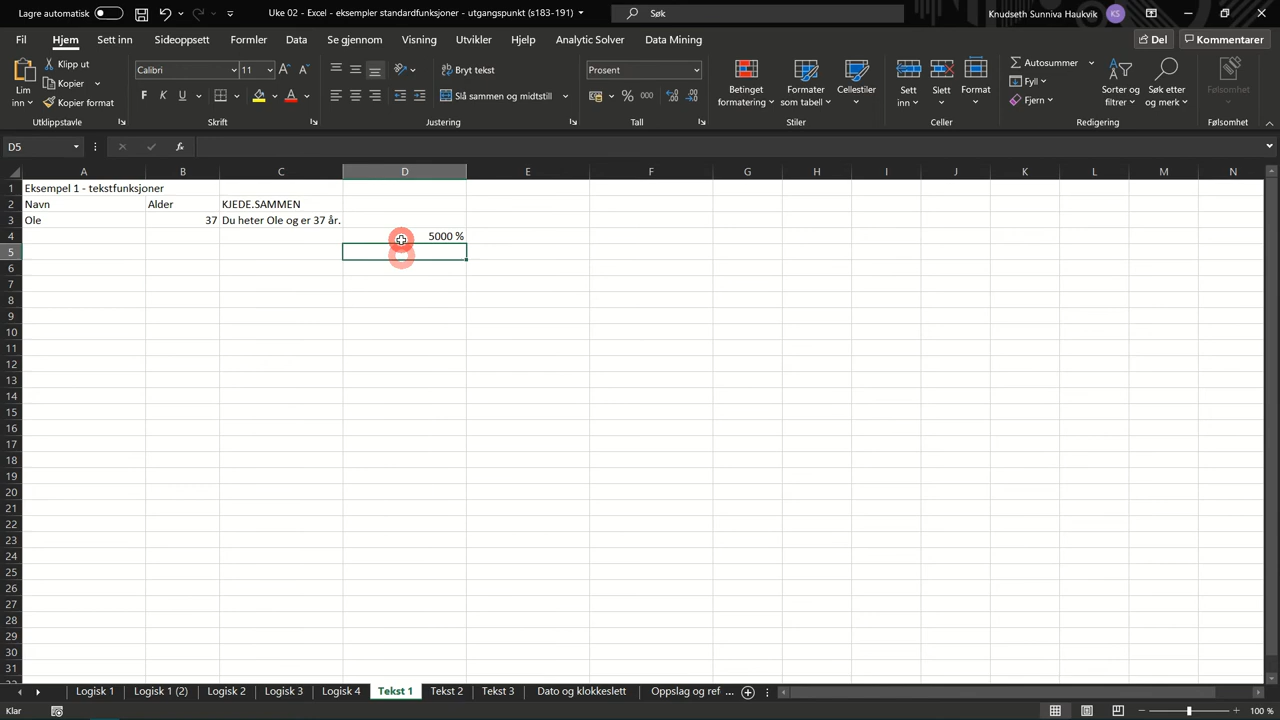 Lagre automatisk
Uke 02 - Excel - eksempler standardfunksjoner - utgangspunkt (s183-191)
Søk
Knudseth Sunniva Haukvik
KS
Fil
Hjem
Sett inn
Sideoppsett
Formler
Data
Se gjennom
Visning
Utvikler
Hjelp
Analytic Solver
Data Mining
Del
Kommentarer
Lim inn
Klipp ut
Kopier
Kopier format
Utklippstavle
Calibri
11
F
K
U
Skrift
Bryt tekst
Slå sammen og midtstill
Justering
Prosent
%
000
Tall
Betinget formatering
Formater som tabell
Cellestiler
Stiler
Sett inn
Slett
Format
Celler
Autosummer
Fyll
Fjern
Sorter og filtrer
Søk etter og merk
Redigering
Følsomhet
Følsomhet
D5
fx
A B C D E F G H I J K L M N
1 Eksempel 1 - tekstfunksjoner
2 Navn Alder KJEDE.SAMMEN
3 Ole 37 Du heter Ole og er 37 år.
4 5000 %
5
6
7
8
9
10
11
12
13
14
15
16
17
18
19
20
21
22
23
24
25
26
27
28
29
30
31
Logisk 1
Logisk 1 (2)
Logisk 2
Logisk 3
Logisk 4
Tekst 1
Tekst 2
Tekst 3
Dato og klokkeslett
Oppslag og ref ...
Klar
100 %